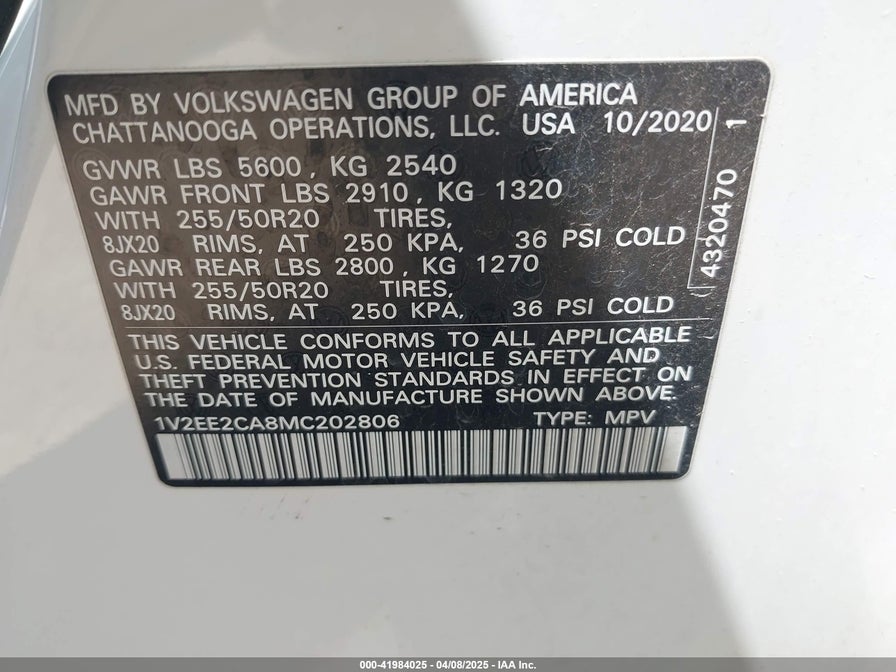 MFD BY VOLKSWAGEN GROUP OF AMERICA
CHATTANOOGA OPERATIONS, LLC. USA 10/2020
GVWR LBS 5600, KG 2540
GAWR FRONT LBS 2910, KG 1320
WITH 255/50R20 TIRES,
8JX20 RIMS, AT 250 KPA, 36 PSI COLD
GAWR REAR LBS 2800, KG 1270
WITH 255/50R20 TIRES,
8JX20 RIMS, AT 250 KPA, 36 PSI COLD
4320470 1
THIS VEHICLE CONFORMS TO ALL APPLICABLE
U.S. FEDERAL MOTOR VEHICLE SAFETY AND
THEFT PREVENTION STANDARDS IN EFFECT ON
THE DATE OF MANUFACTURE SHOWN ABOVE.
1V2EE2CA8MC202806 TYPE: MPV
000-41984025 - 04/08/2025 - IAA Inc.